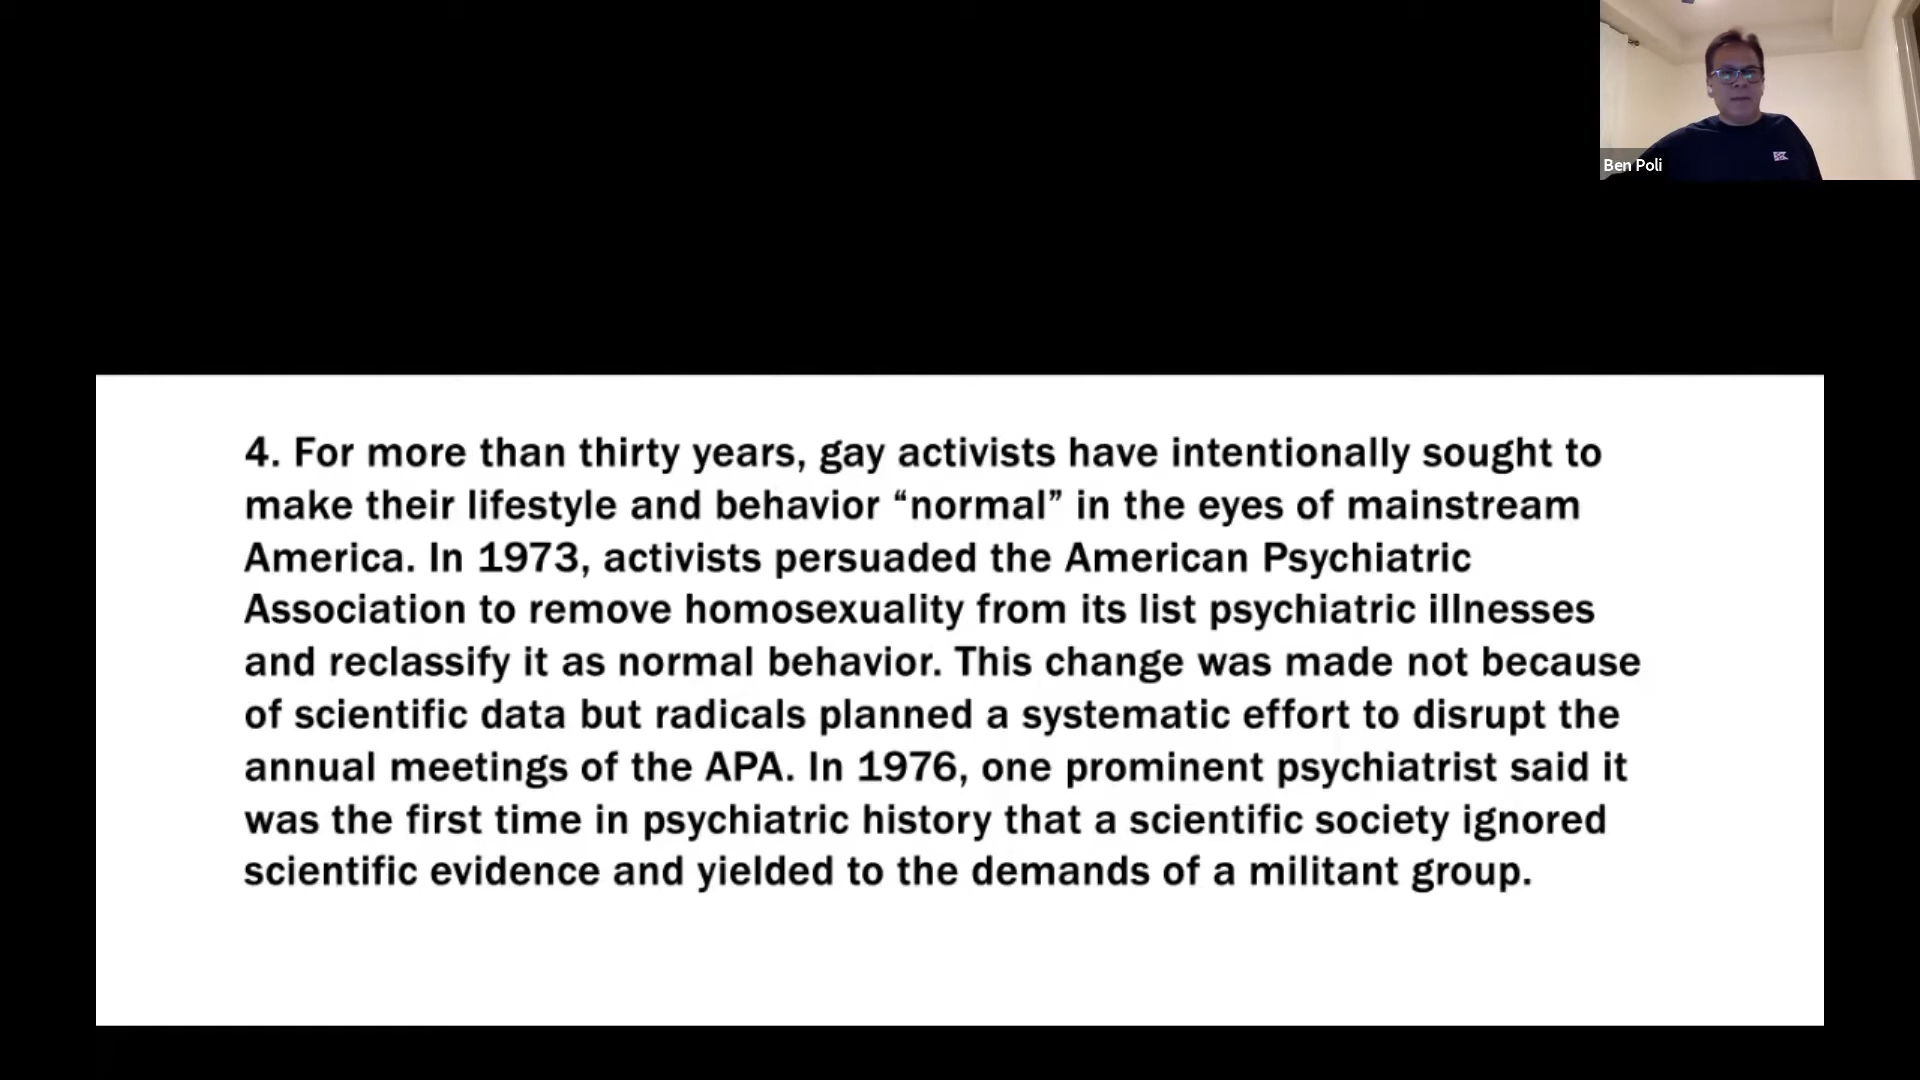 Ben Poli
4. For more than thirty years, gay activists have intentionally sought to
make their lifestyle and behavior “normal” in the eyes of mainstream
America. In 1973, activists persuaded the American Psychiatric
Association to remove homosexuality from its list psychiatric illnesses
and reclassify it as normal behavior. This change was made not because
of scientific data but radicals planned a systematic effort to disrupt the
annual meetings of the APA. In 1976, one prominent psychiatrist said it
was the first time in psychiatric history that a scientific society ignored
scientific evidence and yielded to the demands of a militant group.